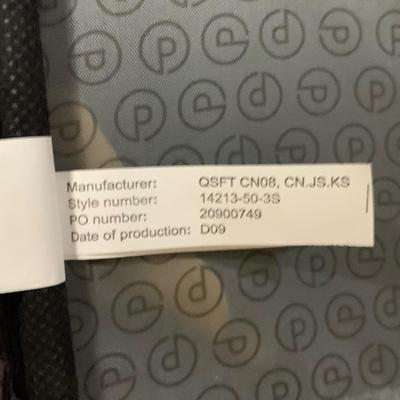 Manufacturer: QSFT CN08, CN.JS.KS
Style number: 14213-50-3S
PO number: 20900749
Date of production: D09